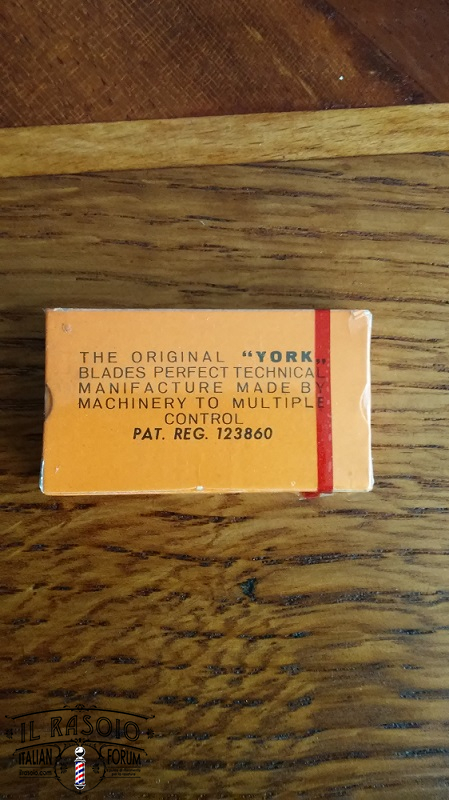 THE ORIGINAL “YORK„
BLADES PERFECT TECHNICAL
MANIFACTURE MADE BY
MACHINERY TO MULTIPLE
CONTROL
PAT. REG. 123860
IL RASOIO
ITALIAN FORUM